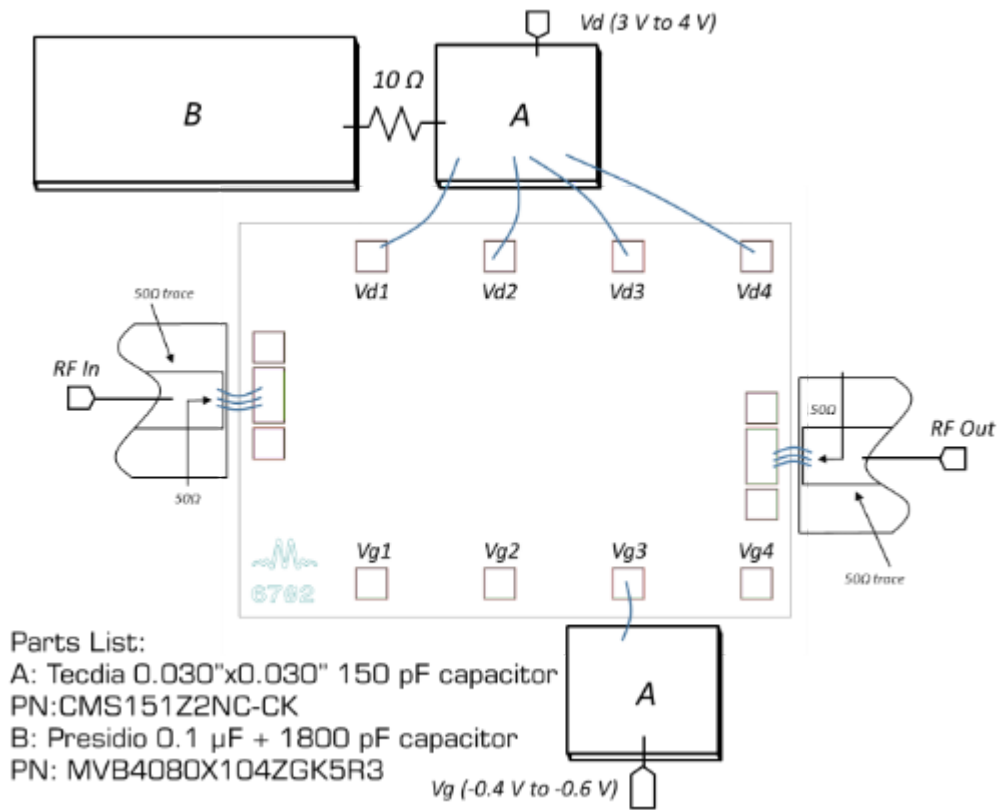 Vd (3 V to 4 V)
10 Ω
B
A
Vd1
Vd2
Vd3
Vd4
50Ω trace
RF In
50Ω
50Ω
RF Out
50Ω trace
Vg1
Vg2
Vg3
Vg4
6702
Parts List:
A: Tecdia 0.030"x0.030" 150 pF capacitor
PN:CMS151Z2NC-CK
B: Presidio 0.1 µF + 1800 pF capacitor
PN: MVB4080X104ZGK5R3
A
Vg (-0.4 V to -0.6 V)